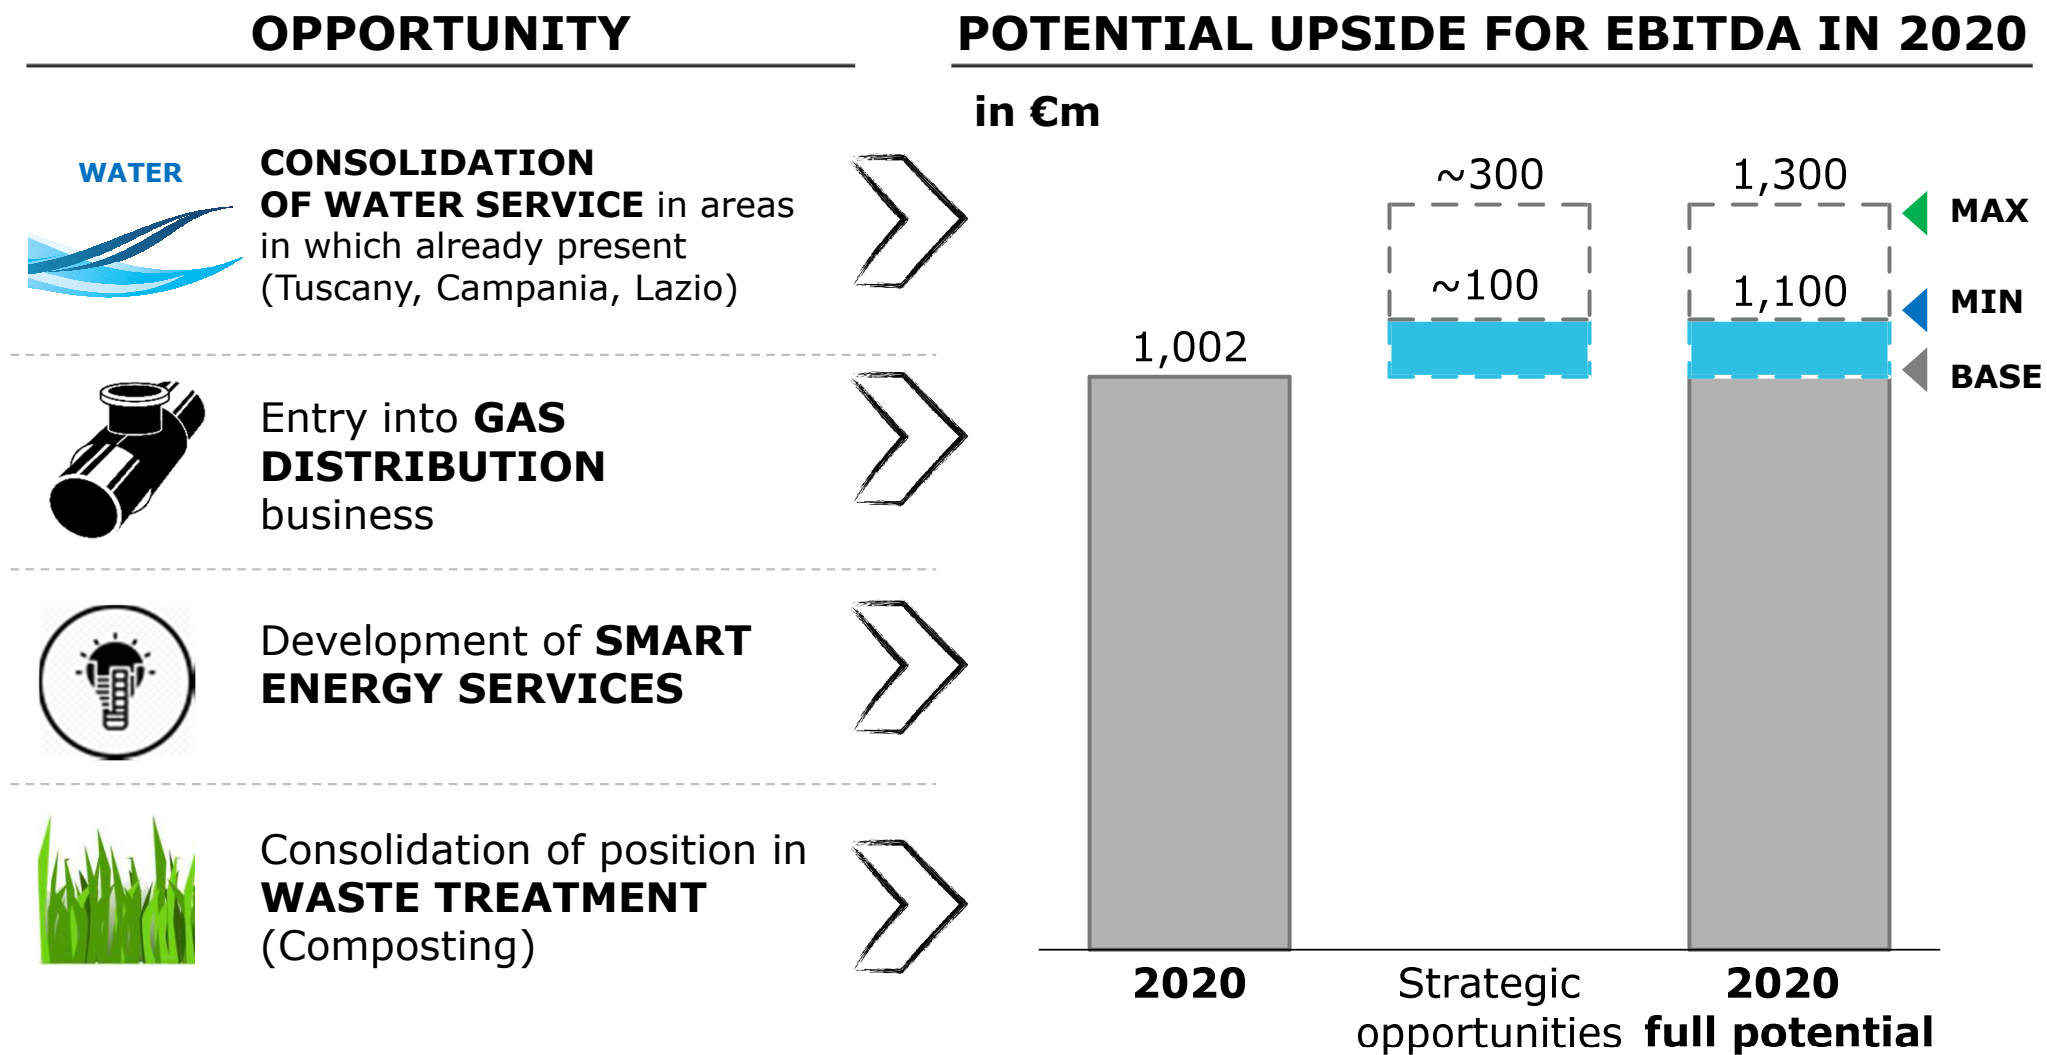 OPPORTUNITY
WATER
CONSOLIDATION
OF WATER SERVICE in areas
in which already present
(Tuscany, Campania, Lazio)
Entry into GAS
DISTRIBUTION
business
Development of SMART
ENERGY SERVICES
Consolidation of position in
WASTE TREATMENT
(Composting)
POTENTIAL UPSIDE FOR EBITDA IN 2020
in €m
~300
1,300
MAX
~100
1,100
MIN
1,002
BASE
2020
Strategic
opportunities
2020
full potential